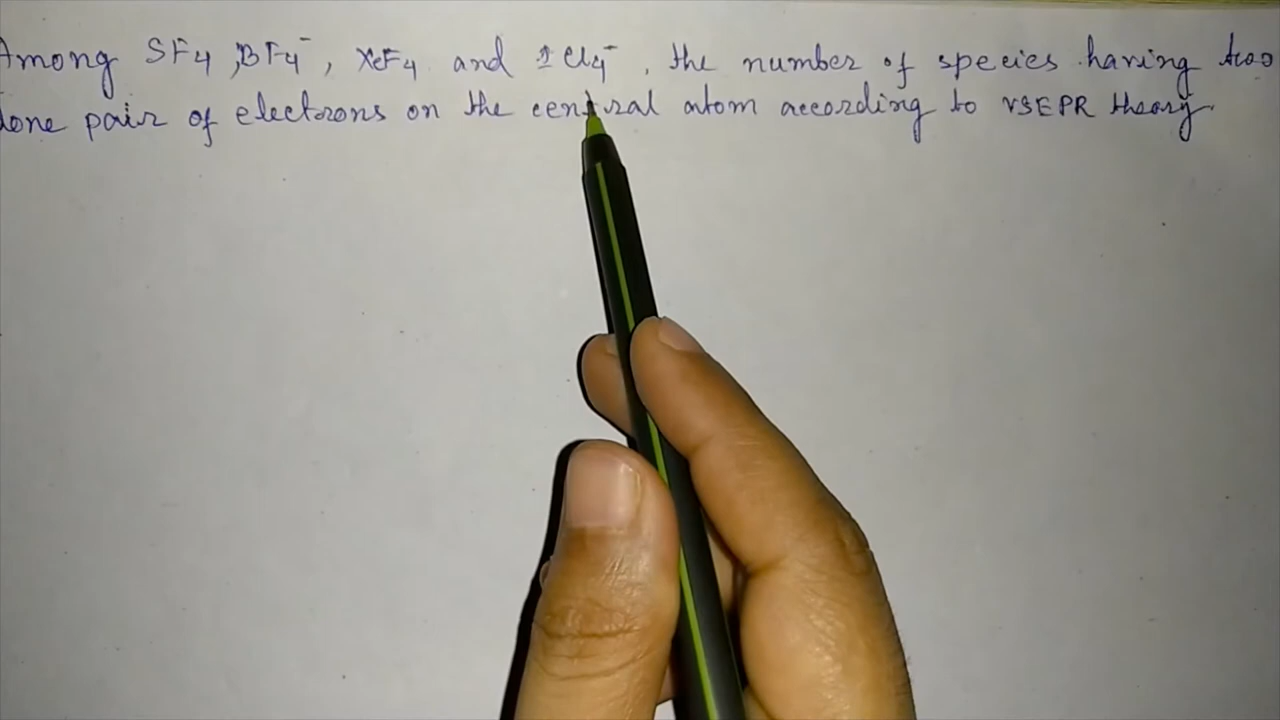 Among SF4, BF4⁻, XeF4 and ICl4⁻, the number of species having two
lone pair of electrons on the central atom according to VSEPR theory